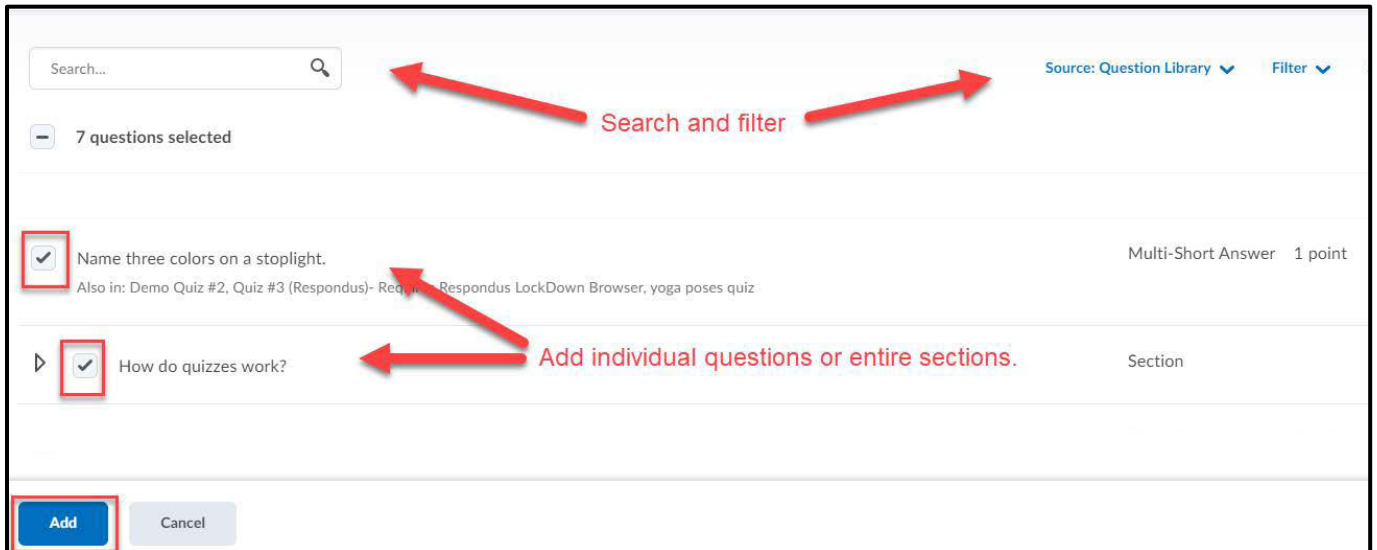 Search...
Source: Question Library
Filter
Search and filter
7 questions selected
Name three colors on a stoplight.
Multi-Short Answer 1 point
Also in: Demo Quiz #2, Quiz #3 (Respondus)- Respondus LockDown Browser, yoga poses quiz
How do quizzes work?
Add individual questions or entire sections.
Section
Add
Cancel